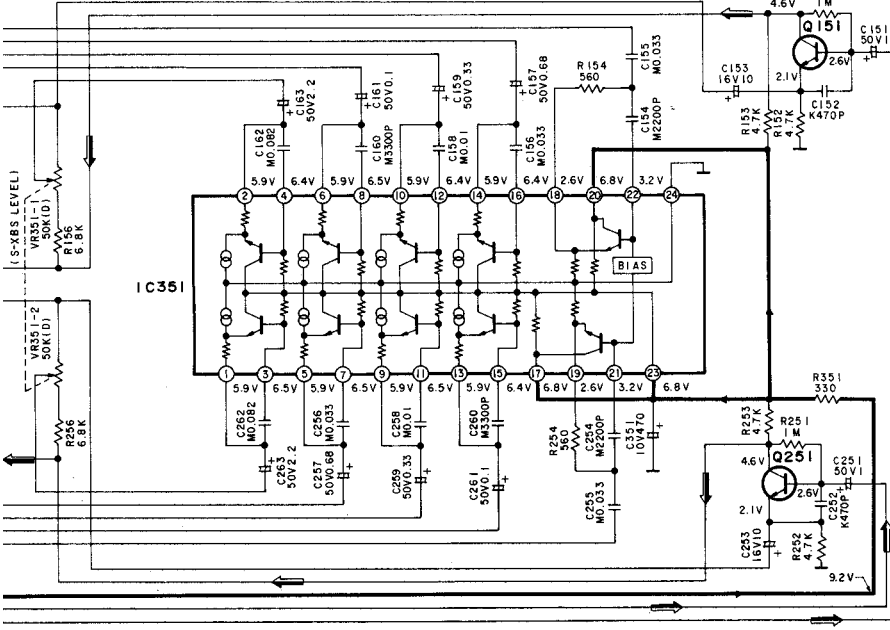 4.6V
1M
Q151
C151
50V1
2.6V
2.1V
C153
16V10
C152
K470P
R153
4.7K
R152
4.7K
C155
M0.033
R154
560
C154
M2200P
C157
50V0.68
C156
M0.033
C159
50V0.33
C158
M0.01
C161
50V0.1
C160
M3300P
C163
50V2.2
C162
M0.082
(S-XBS LEVEL)
VR351-1
50K(D)
R156
6.8K
5.9V 6.4V 5.9V 6.5V 5.9V 6.4V 5.9V 6.4V 2.6V 6.8V 3.2V
2 4 6 8 10 12 14 16 18 20 22 24
IC351
BIAS
1 3 5 7 9 11 13 15 17 19 21 23
5.9V 6.5V 5.9V 6.5V 5.9V 6.5V 5.9V 6.4V 6.8V 2.6V 3.2V 6.8V
VR351-2
50K(D)
R256
6.8K
C262
M0.082
C263
50V2.2
C256
M0.033
C257
50V0.68
C258
M0.01
C259
50V0.33
C260
M3300P
C261
50V0.1
R254
560
C254
M2200P
C255
M0.033
C351
10V470
R351
330
R253
4.7K
R251
1M
Q251
4.6V
2.6V
2.1V
C251
50V1
C252
K470P
C253
16V10
R252
4.7K
9.2V